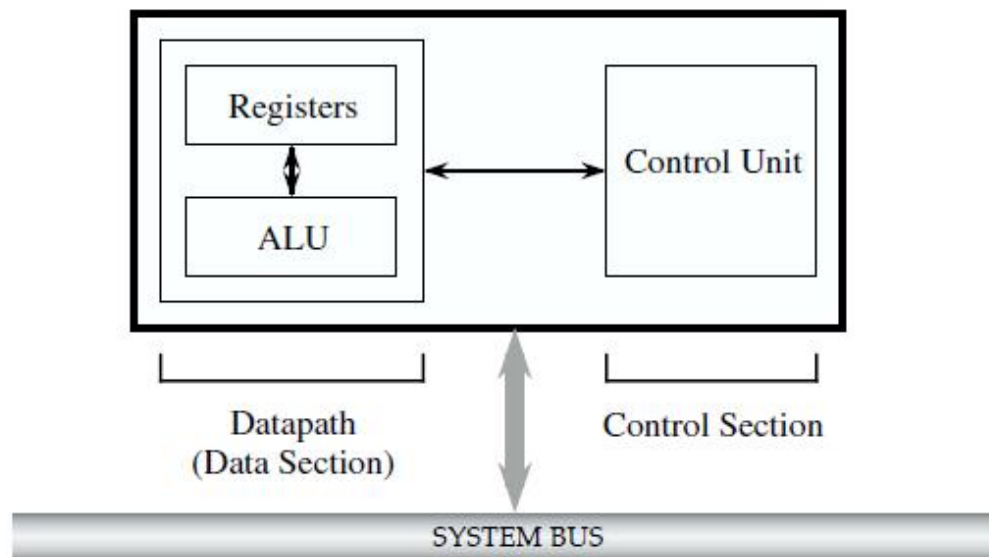 Registers
ALU
Control Unit
Datapath
(Data Section)
Control Section
SYSTEM BUS